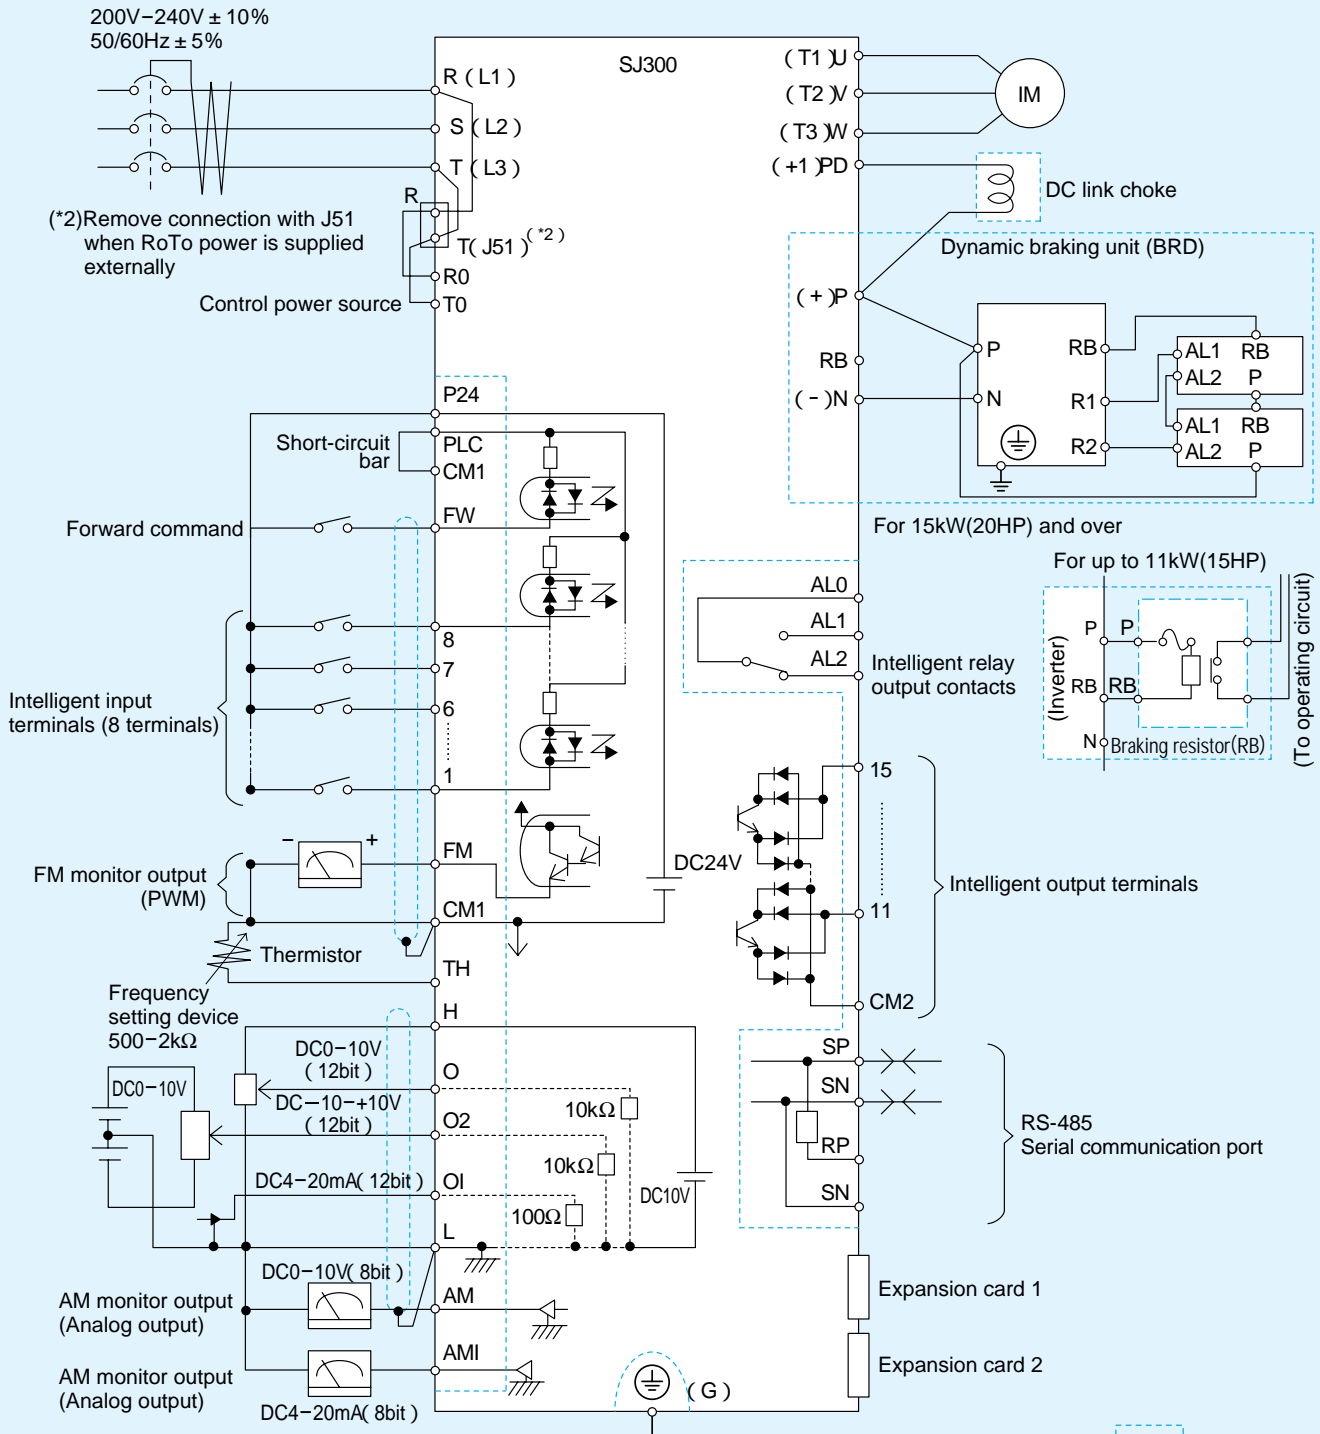 200V−240V ± 10%
50/60Hz ± 5%
SJ300
R ( L1 )
S ( L2 )
T ( L3 )
R
T( J51 ) ( *2 )
R0
T0
(*2)Remove connection with J51
when RoTo power is supplied
externally
Control power source
( T1 )U
( T2 )V
( T3 )W
IM
( +1 )PD
DC link choke
Dynamic braking unit (BRD)
( + )P
RB
( - )N
P
N
RB
R1
R2
AL1 RB
AL2 P
AL1 RB
AL2 P
For 15kW(20HP) and over
P24
PLC
CM1
Short-circuit
bar
FW
Forward command
8
7
6
1
Intelligent input
terminals (8 terminals)
AL0
AL1
AL2
Intelligent relay
output contacts
For up to 11kW(15HP)
(Inverter)
P
P
RB
RB
N
Braking resistor(RB)
(To operating circuit)
15
11
CM2
Intelligent output terminals
− +
FM
FM monitor output
(PWM)
DC24V
CM1
Thermistor
TH
Frequency
setting device
500−2kΩ
H
DC0−10V
( 12bit )
O
DC0−10V
DC−10−+10V
( 12bit )
O2
DC4−20mA( 12bit )
OI
L
10kΩ
10kΩ
100Ω
DC10V
SP
SN
RP
SN
RS-485
Serial communication port
DC0−10V( 8bit )
AM
AM monitor output
(Analog output)
AMI
AM monitor output
(Analog output)
DC4−20mA( 8bit )
( G )
Expansion card 1
Expansion card 2